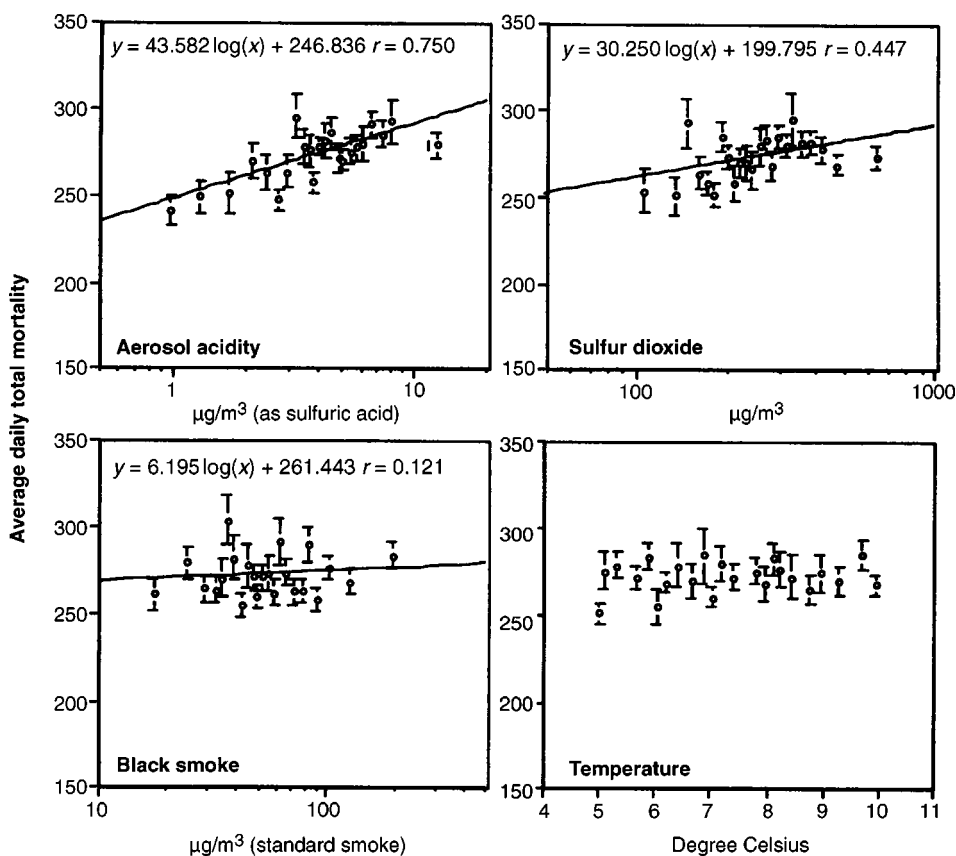 Average daily total mortality
350
300
250
200
150
y = 43.582 log(x) + 246.836 r = 0.750
Aerosol acidity
1
10
µg/m³ (as sulfuric acid)
350
300
250
200
150
y = 30.250 log(x) + 199.795 r = 0.447
Sulfur dioxide
100
1000
µg/m³
350
300
250
200
150
y = 6.195 log(x) + 261.443 r = 0.121
Black smoke
10
100
µg/m³ (standard smoke)
350
300
250
200
150
Temperature
4 5 6 7 8 9 10 11
Degree Celsius